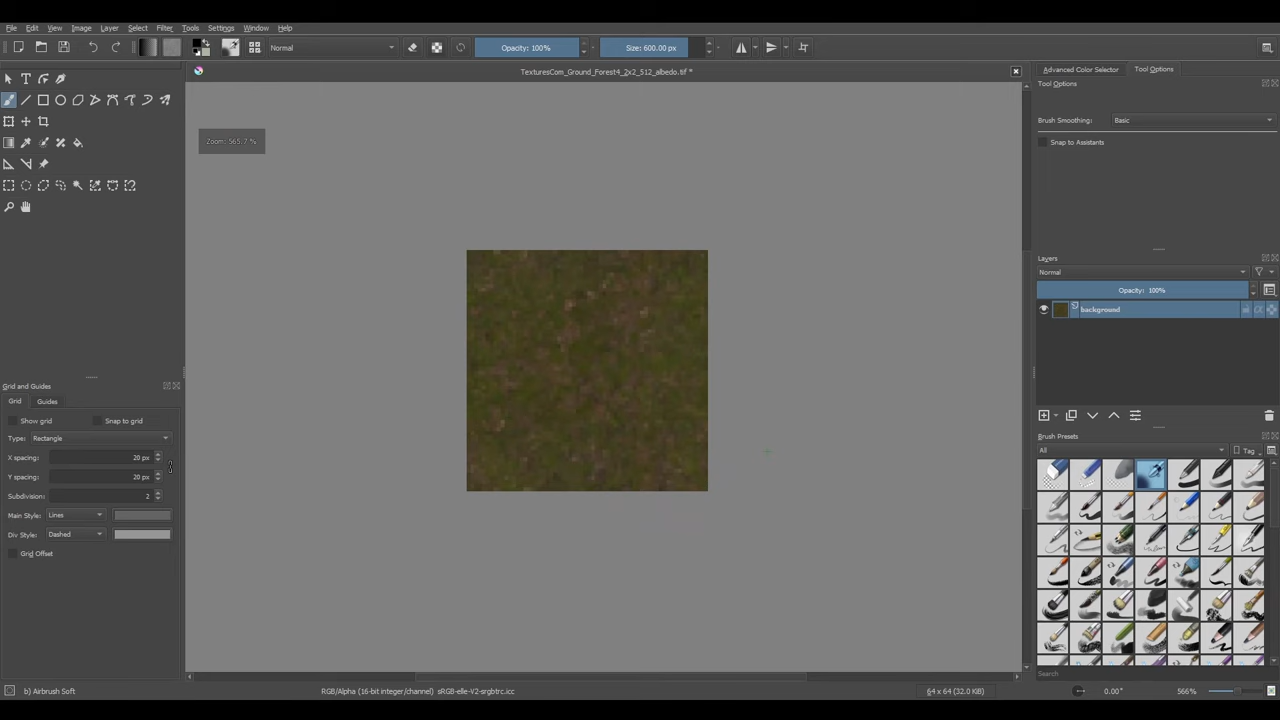 File Edit View Image Layer Select Filter Tools Settings Window Help
Normal Opacity: 100% Size: 600.00 px
TexturesCom_Ground_Forest4_2x2_512_albedo.tif *
Advanced Color Selector Tool Options
Tool Options
Brush Smoothing: Basic
Snap to Assistants
Zoom: 565.7 %
Layers
Normal
Opacity: 100%
background
Grid and Guides
Grid Guides
Show grid Snap to grid
Type: Rectangle
X spacing: 20 px
Y spacing: 20 px
Subdivision: 2
Main Style: Lines
Div Style: Dashed
Grid Offset
Brush Presets
All Tag
Search
b) Airbrush Soft RGB/Alpha (16-bit integer/channel) sRGB-elle-V2-srgbtrc.icc 64 x 64 (32.0 KiB) 0.00° 566%